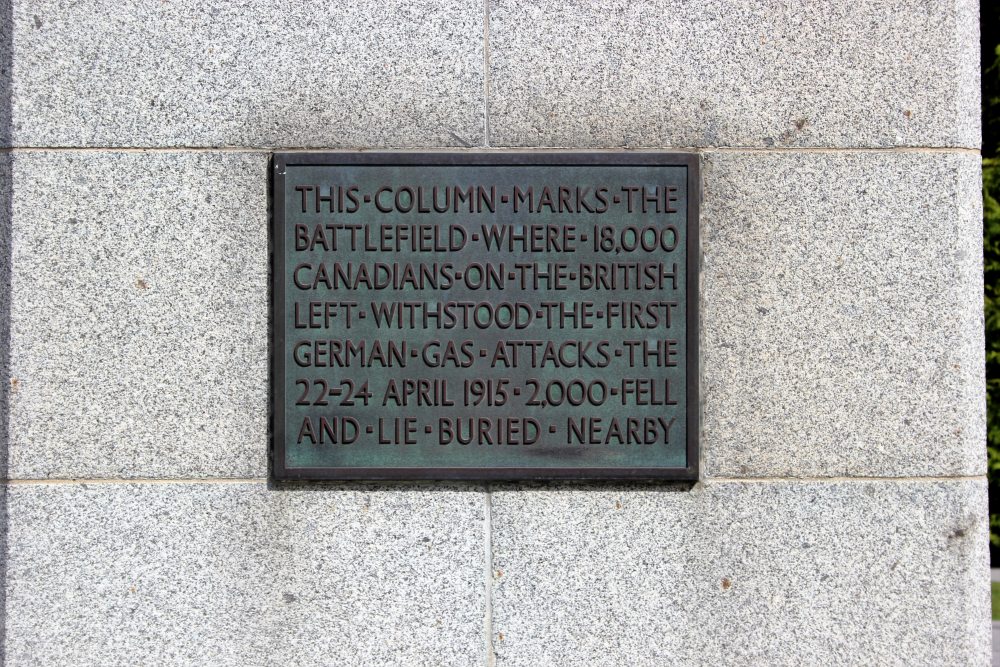 THIS·COLUMN·MARKS·THE
BATTLEFIELD·WHERE·18,000
CANADIANS·ON·THE·BRITISH
LEFT·WITHSTOOD·THE·FIRST
GERMAN·GAS·ATTACKS·THE
22-24 APRIL 1915·2,000·FELL
AND·LIE·BURIED·NEARBY